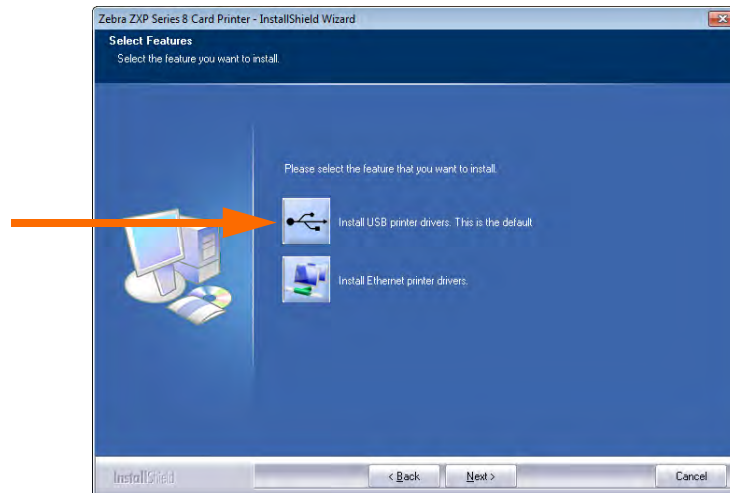 Zebra ZXP Series 8 Card Printer - InstallShield Wizard
Select Features
Select the feature you want to install.
Please select the feature that you want to install.
Install USB printer drivers. This is the default
Install Ethernet printer drivers.
InstallShield
< Back
Next >
Cancel